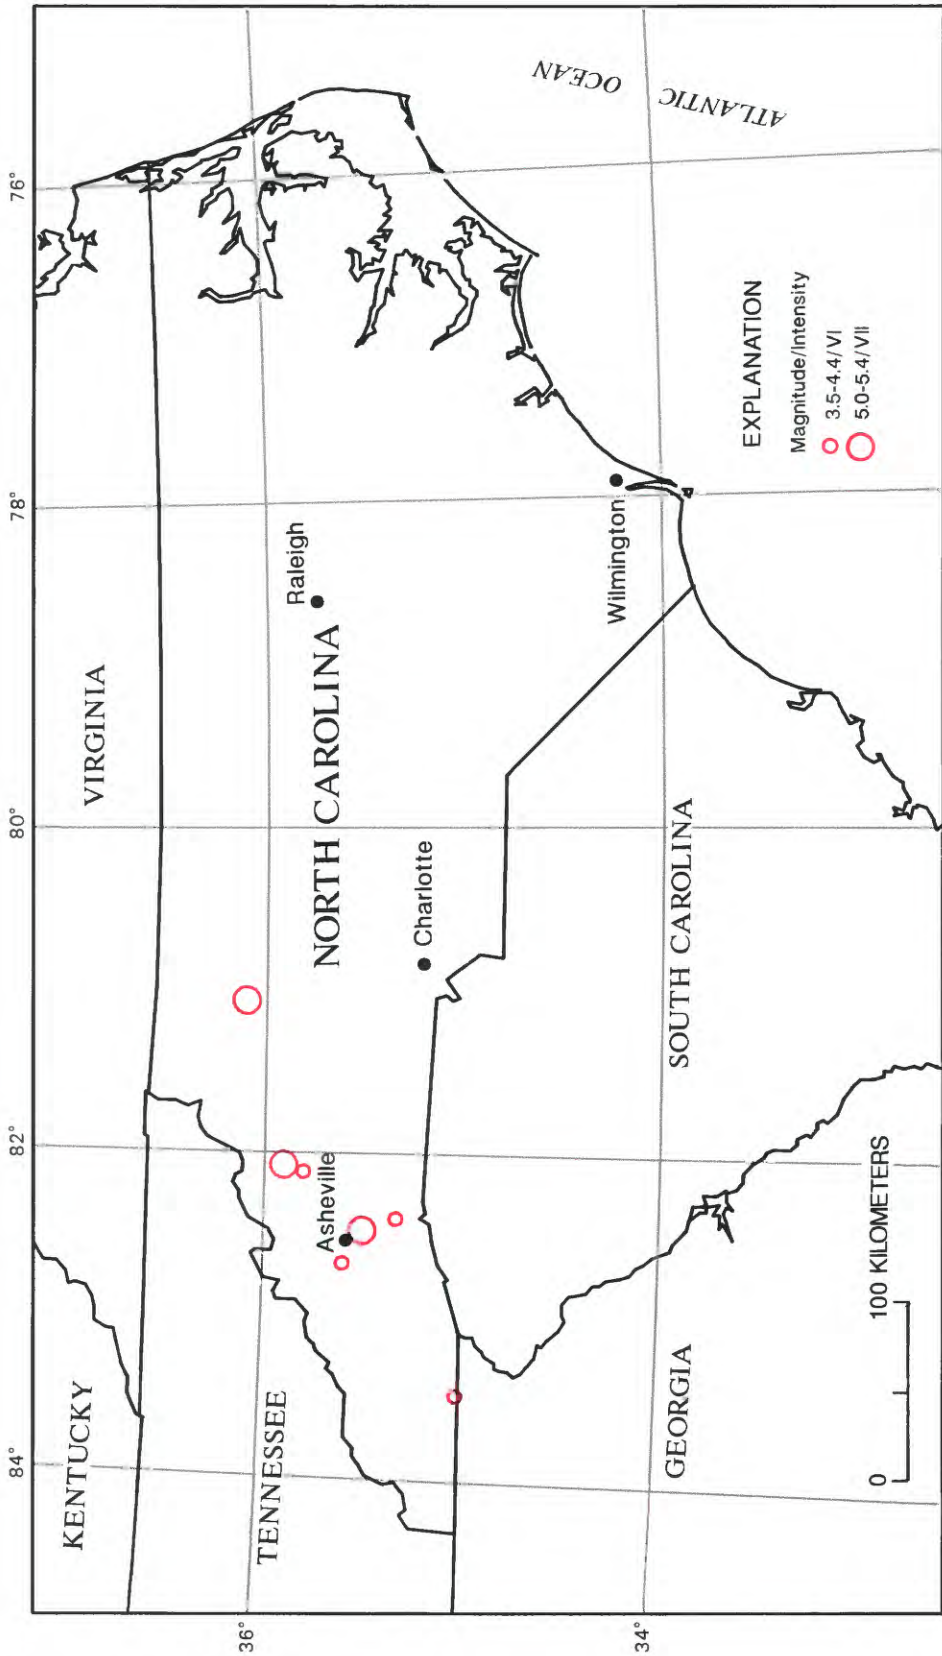 84°
82°
80°
78°
76°
KENTUCKY
VIRGINIA
36°
TENNESSEE
Asheville
NORTH CAROLINA
Raleigh
Charlotte
Wilmington
34°
GEORGIA
SOUTH CAROLINA
ATLANTIC
OCEAN
EXPLANATION
Magnitude/Intensity
3.5-4.4/VI
5.0-5.4/VII
0
100 KILOMETERS